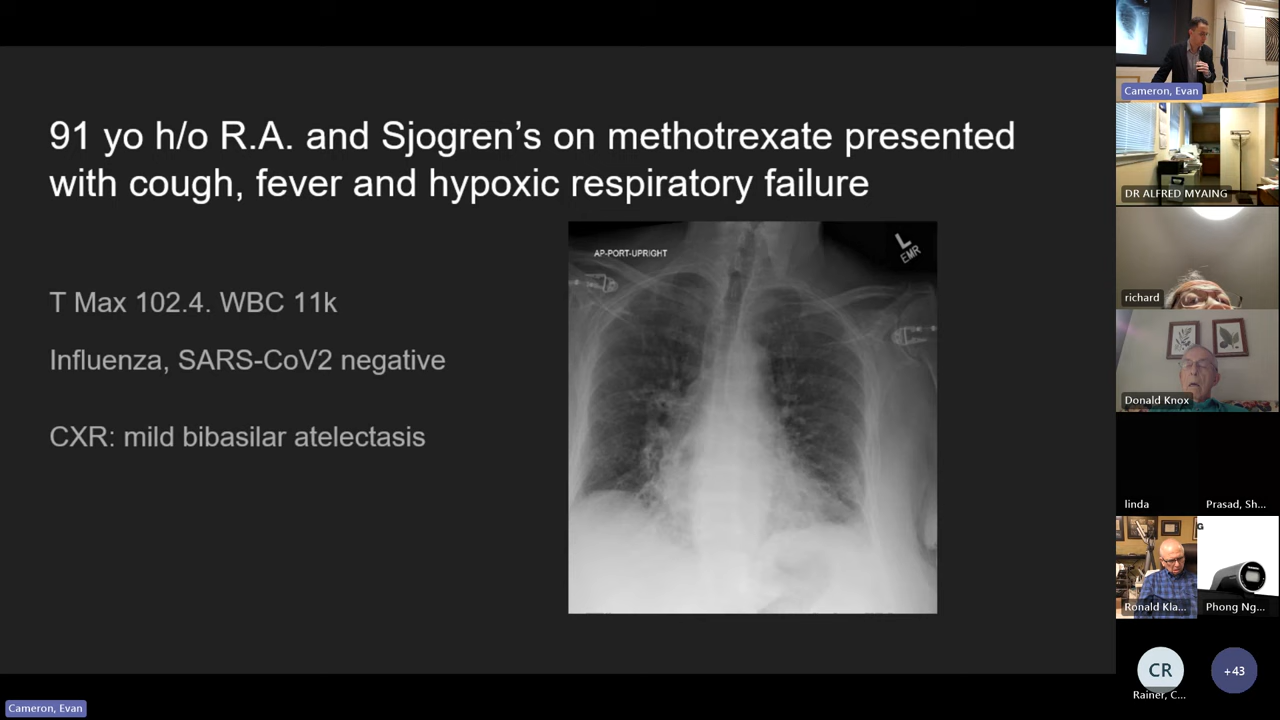 91 yo h/o R.A. and Sjogren's on methotrexate presented
with cough, fever and hypoxic respiratory failure
AP-PORT-UPRIGHT
L
EMR
T Max 102.4. WBC 11k
Influenza, SARS-CoV2 negative
CXR: mild bibasilar atelectasis
Cameron, Evan
Cameron, Evan
DR ALFRED MYAING
richard
Donald Knox
linda
Prasad, Sh...
G
Ronald Kla...
Phong Ng...
CR
Rainer, C...
+43